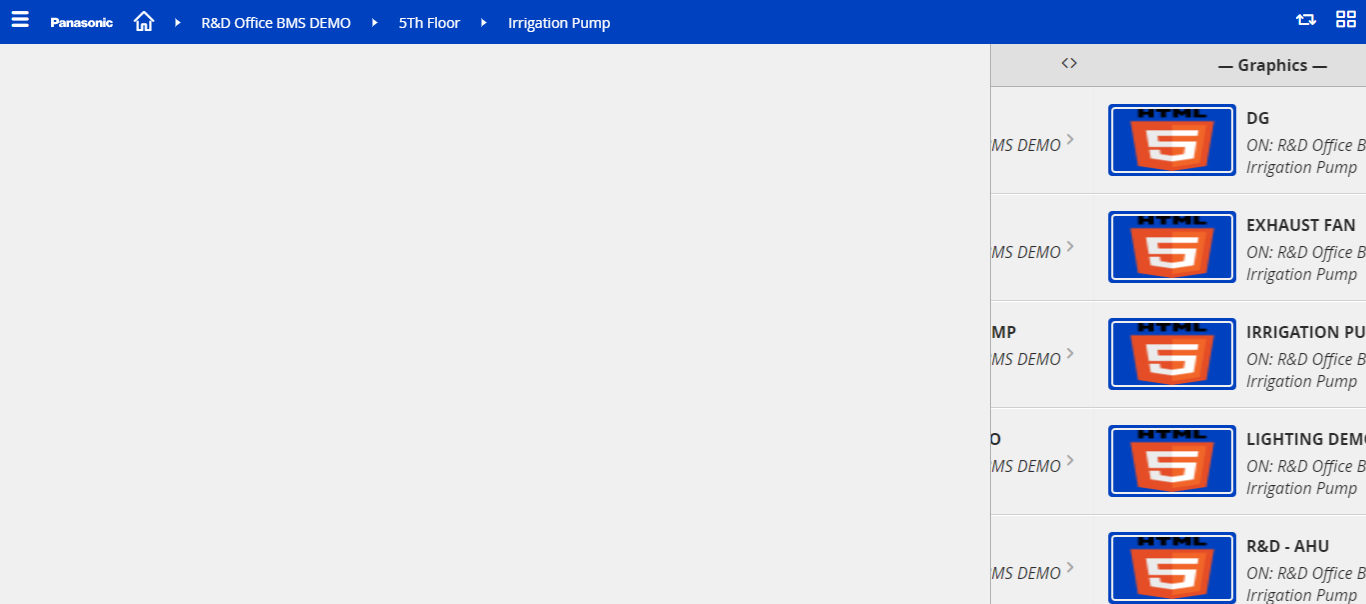 Panasonic R&D Office BMS DEMO 5Th Floor Irrigation Pump
<> — Graphics —
DG
MS DEMO ON: R&D Office B
Irrigation Pump
EXHAUST FAN
MS DEMO ON: R&D Office B
Irrigation Pump
MP IRRIGATION PU
MS DEMO ON: R&D Office B
Irrigation Pump
O LIGHTING DEM
MS DEMO ON: R&D Office B
Irrigation Pump
R&D - AHU
MS DEMO ON: R&D Office B
Irrigation Pump
HTML
5
HTML
5
HTML
5
HTML
5
HTML
5